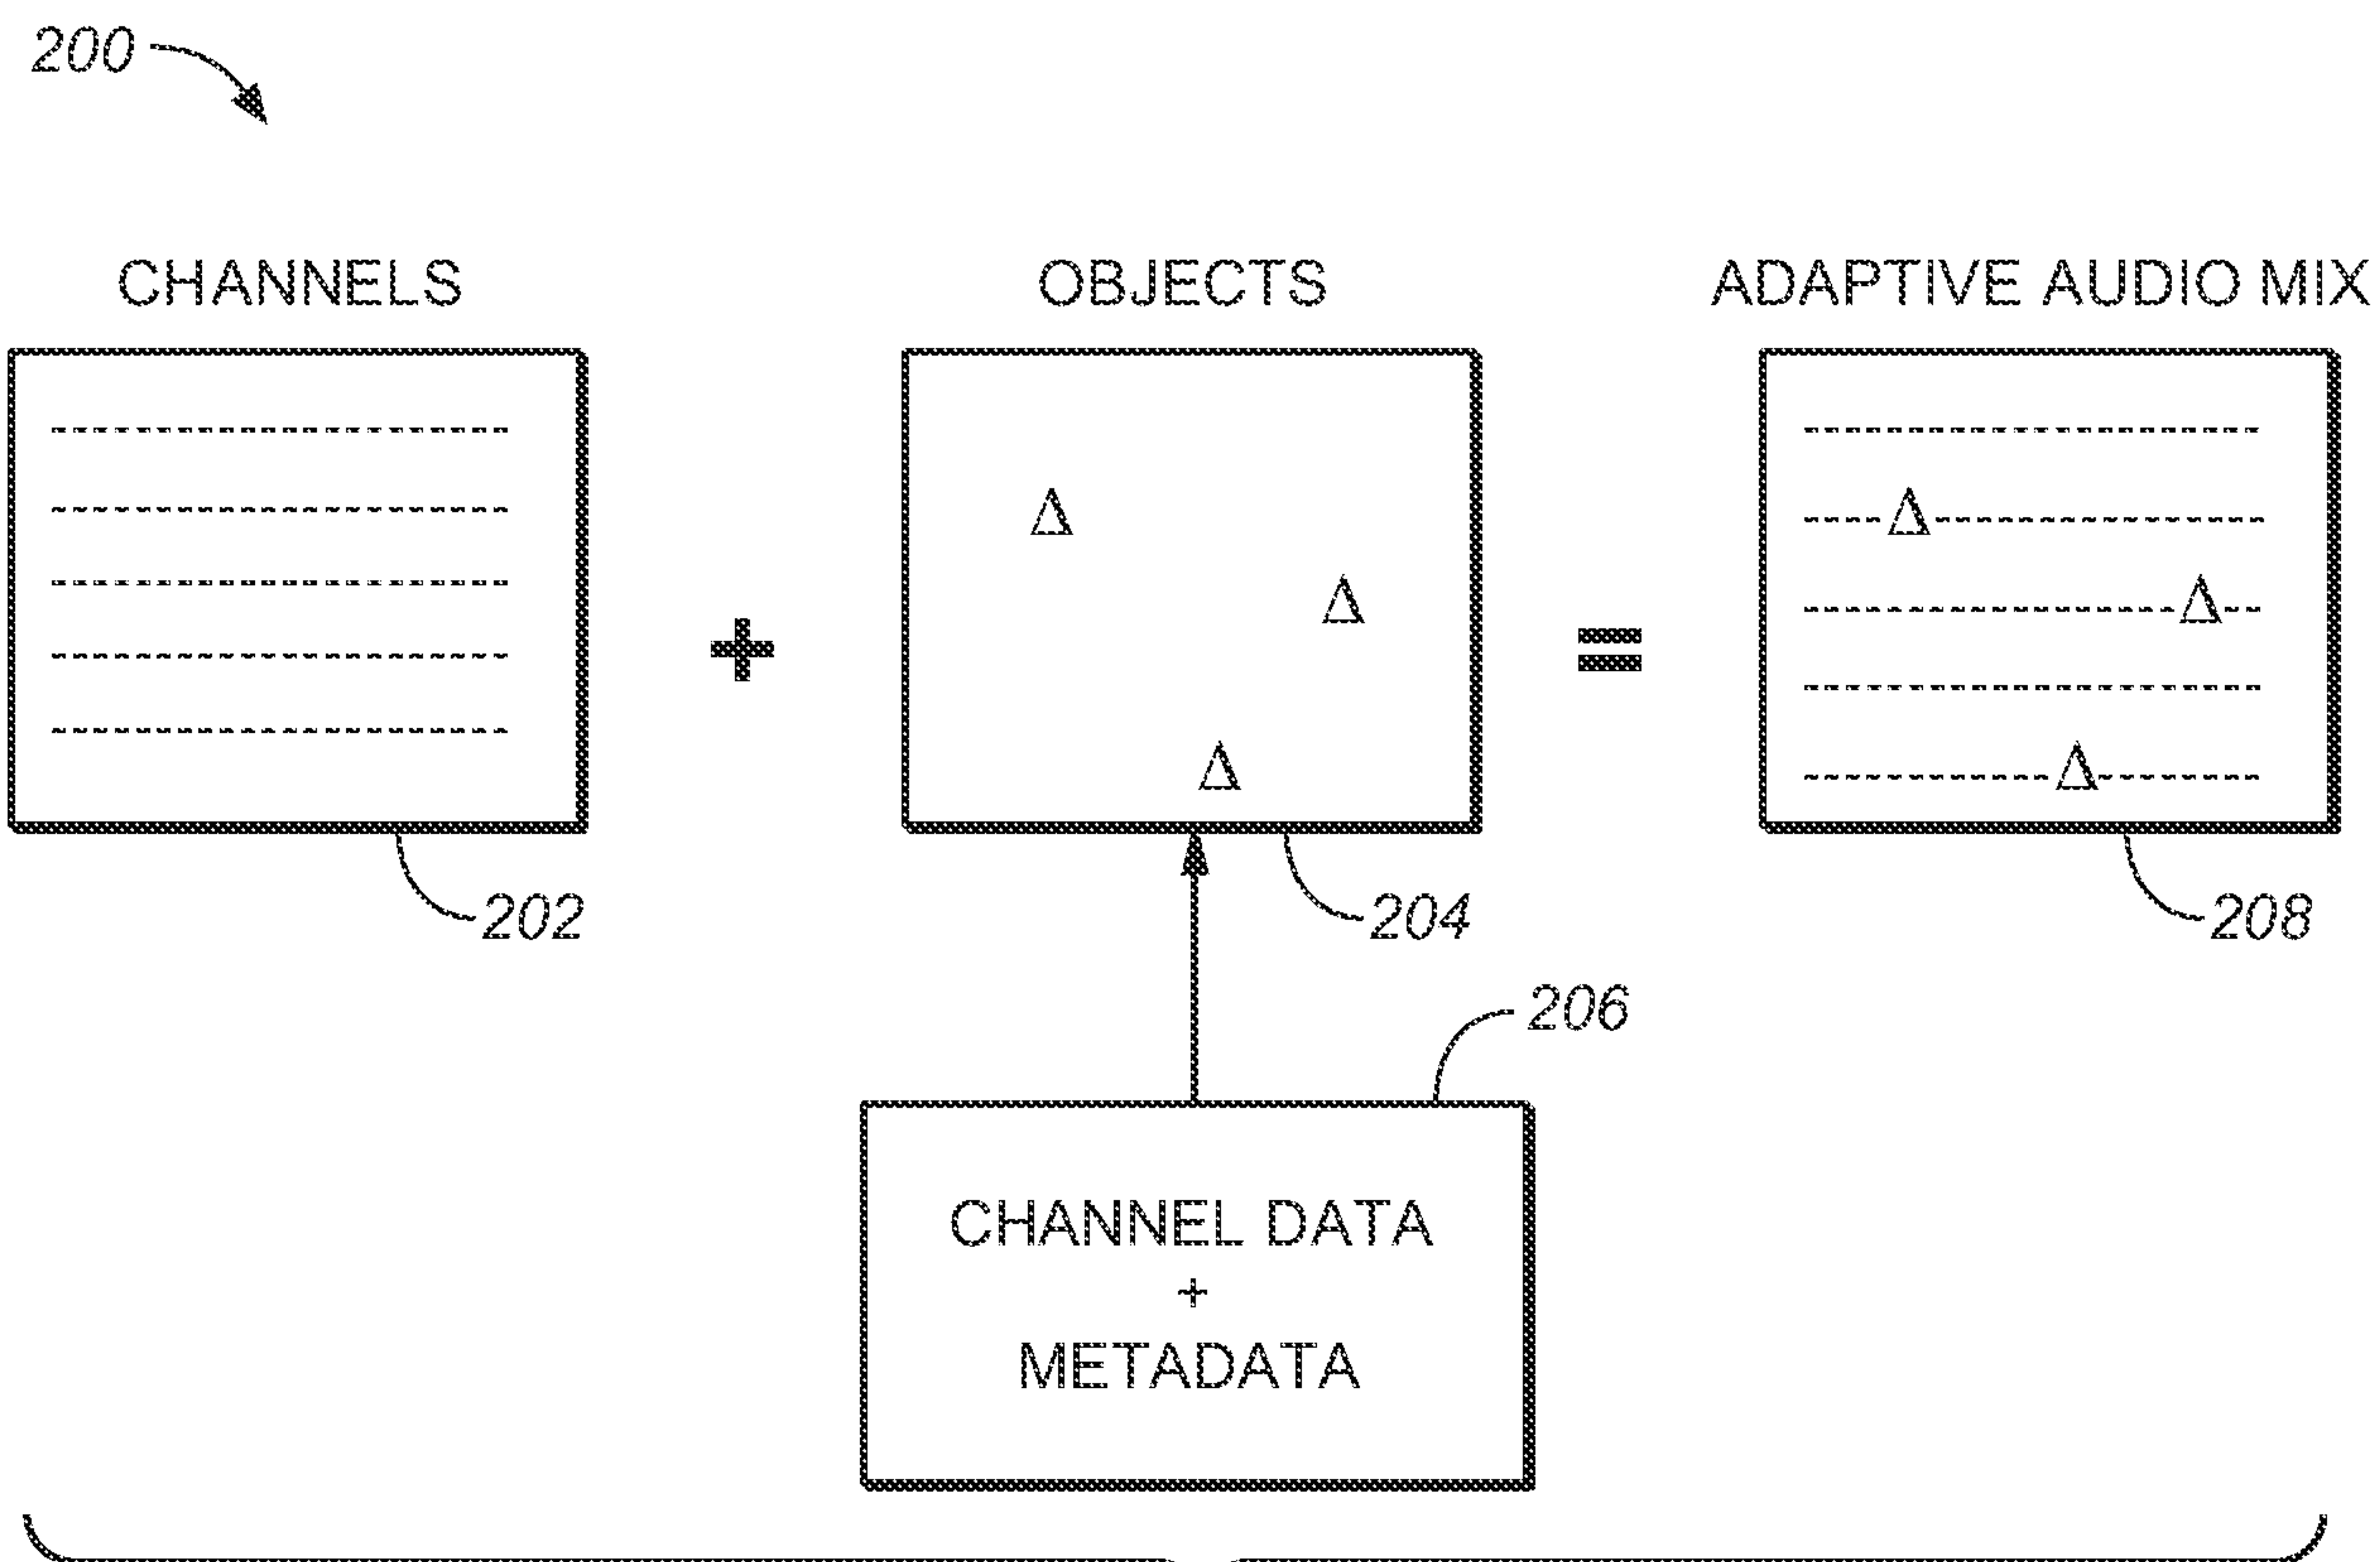 200
CHANNELS
OBJECTS
ADAPTIVE AUDIO MIX
+
=
202
204
208
206
CHANNEL DATA
+
METADATA